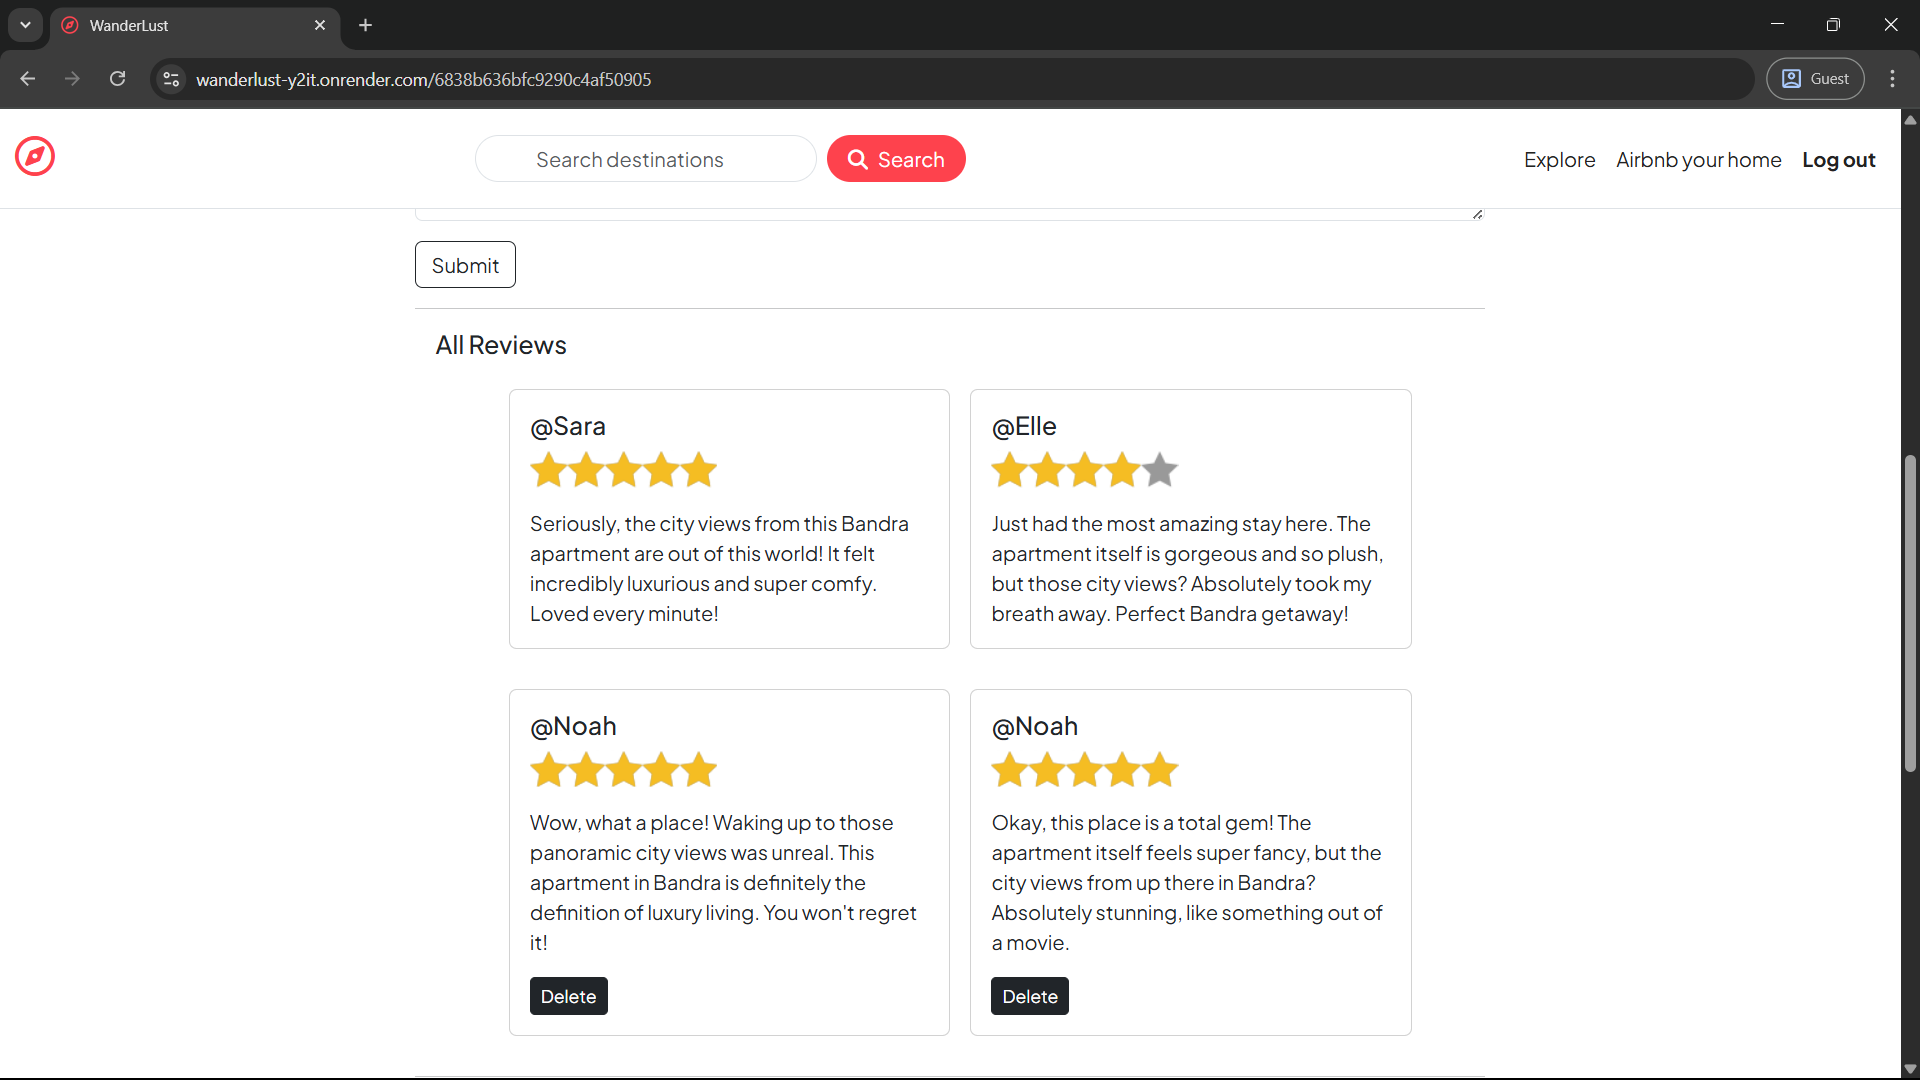 WanderLust
wanderlust-y2it.onrender.com/6838b636bfc9290c4af50905
Guest
Search destinations
Search
Explore
Airbnb your home
Log out
Submit
All Reviews
@Sara
Seriously, the city views from this Bandra
apartment are out of this world! It felt
incredibly luxurious and super comfy.
Loved every minute!
@Elle
Just had the most amazing stay here. The
apartment itself is gorgeous and so plush,
but those city views? Absolutely took my
breath away. Perfect Bandra getaway!
@Noah
Wow, what a place! Waking up to those
panoramic city views was unreal. This
apartment in Bandra is definitely the
definition of luxury living. You won't regret
it!
Delete
@Noah
Okay, this place is a total gem! The
apartment itself feels super fancy, but the
city views from up there in Bandra?
Absolutely stunning, like something out of
a movie.
Delete